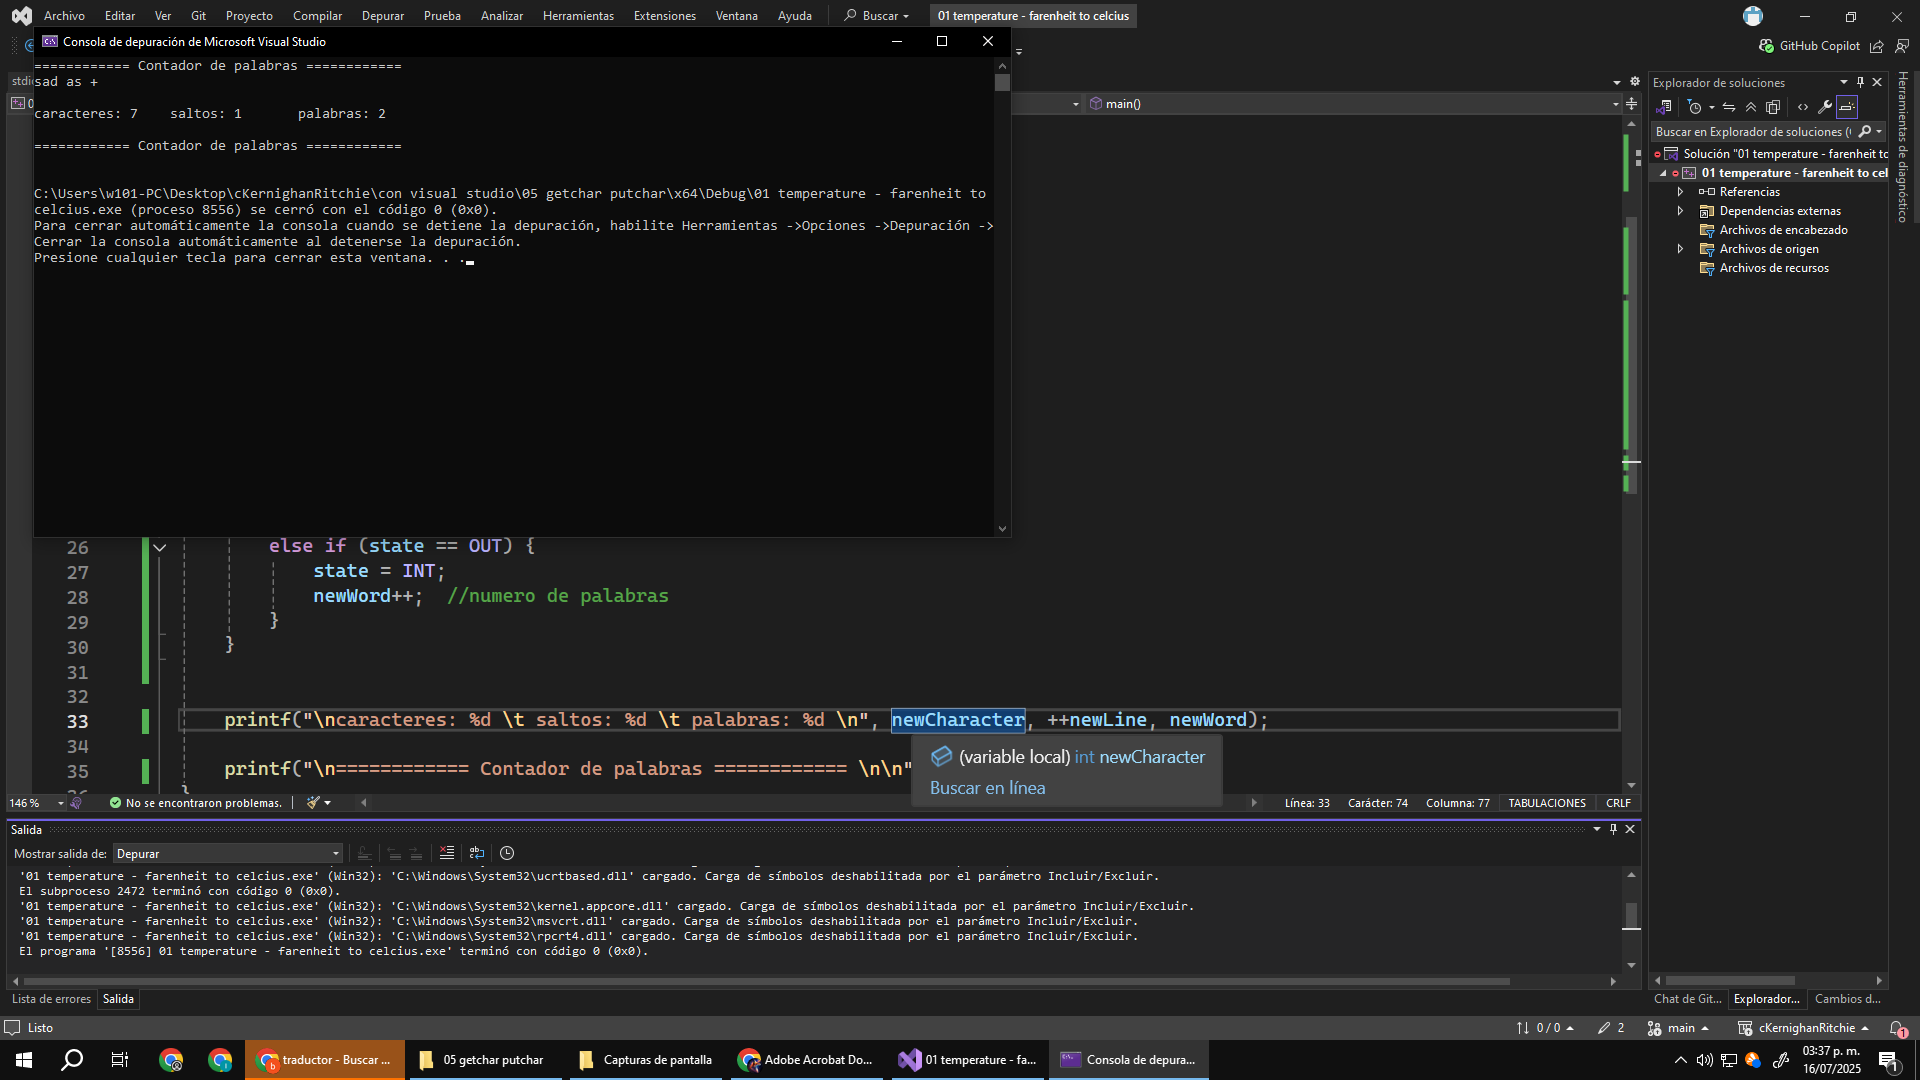 Archivo Editar Ver Git Proyecto Compilar Depurar Prueba Analizar Herramientas Extensiones Ventana Ayuda Buscar 01 temperature - farenheit to celcius
GitHub Copilot
Consola de depuración de Microsoft Visual Studio
============ Contador de palabras ============
sad as +
caracteres: 7 saltos: 1 palabras: 2
============ Contador de palabras ============
C:\Users\w101-PC\Desktop\cKernighanRitchie\con visual studio\05 getchar putchar\x64\Debug\01 temperature - farenheit to
celcius.exe (proceso 8556) se cerró con el código 0 (0x0).
Para cerrar automáticamente la consola cuando se detiene la depuración, habilite Herramientas ->Opciones ->Depuración ->
Cerrar la consola automáticamente al detenerse la depuración.
Presione cualquier tecla para cerrar esta ventana. . .
main()
26 else if (state == OUT) {
27 state = INT;
28 newWord++; //numero de palabras
29 }
30 }
31
32
33 printf("\ncaracteres: %d \t saltos: %d \t palabras: %d \n", newCharacter, ++newLine, newWord);
34
35 printf("\n============ Contador de palabras ============ \n\n"
(variable local) int newCharacter
Buscar en línea
146 % No se encontraron problemas. Línea: 33 Carácter: 74 Columna: 77 TABULACIONES CRLF
Salida
Mostrar salida de: Depurar
'01 temperature - farenheit to celcius.exe' (Win32): 'C:\Windows\System32\ucrtbased.dll' cargado. Carga de símbolos deshabilitada por el parámetro Incluir/Excluir.
El subproceso 2472 terminó con código 0 (0x0).
'01 temperature - farenheit to celcius.exe' (Win32): 'C:\Windows\System32\kernel.appcore.dll' cargado. Carga de símbolos deshabilitada por el parámetro Incluir/Excluir.
'01 temperature - farenheit to celcius.exe' (Win32): 'C:\Windows\System32\msvcrt.dll' cargado. Carga de símbolos deshabilitada por el parámetro Incluir/Excluir.
'01 temperature - farenheit to celcius.exe' (Win32): 'C:\Windows\System32\rpcrt4.dll' cargado. Carga de símbolos deshabilitada por el parámetro Incluir/Excluir.
El programa '[8556] 01 temperature - farenheit to celcius.exe' terminó con código 0 (0x0).
Lista de errores Salida
Explorador de soluciones
Buscar en Explorador de soluciones (
Solución "01 temperature - farenheit to
01 temperature - farenheit to cel
Referencias
Dependencias externas
Archivos de encabezado
Archivos de origen
Archivos de recursos
Herramientas de diagnóstico
Chat de Git... Explorador... Cambios d...
Listo 0 / 0 2 main cKernighanRitchie 1
traductor - Buscar ... 05 getchar putchar Capturas de pantalla Adobe Acrobat Do... 01 temperature - fa... Consola de depura...
03:37 p. m.
16/07/2025
1